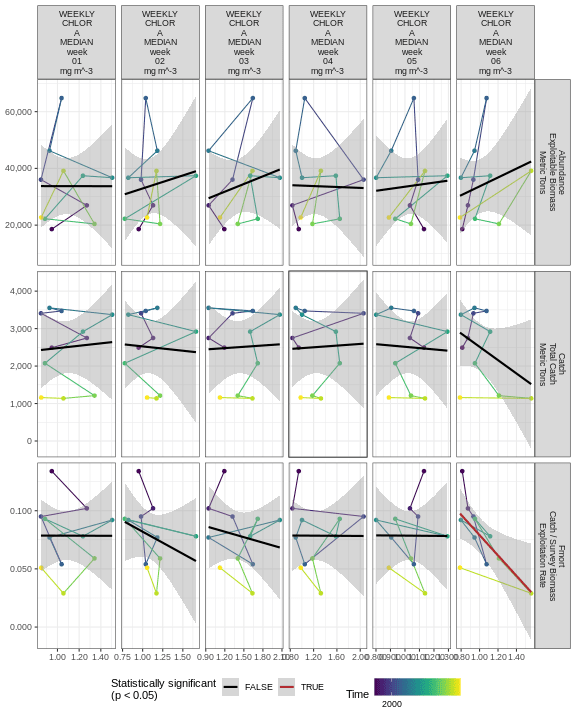 WEEKLY CHLOR A MEDIAN week 01 mg m^-3
WEEKLY CHLOR A MEDIAN week 02 mg m^-3
WEEKLY CHLOR A MEDIAN week 03 mg m^-3
WEEKLY CHLOR A MEDIAN week 04 mg m^-3
WEEKLY CHLOR A MEDIAN week 05 mg m^-3
WEEKLY CHLOR A MEDIAN week 06 mg m^-3
60,000
40,000
20,000
Abundance
Exploitable Biomass
Metric Tons
4,000
3,000
2,000
1,000
0
Catch
Total Catch
Metric Tons
0.100
0.050
0.000
Fmort
Catch / Survey Biomass
Exploitation Rate
1.00 1.20 1.40
0.75 1.00 1.25 1.50
0.90 1.20 1.50 1.80 2.10
0.80 1.20 1.60 2.00
0.80 0.90 1.00 1.10 1.20 1.30
0.80 1.00 1.20 1.40
Statistically significant
(p < 0.05)
FALSE
TRUE
Time
2000